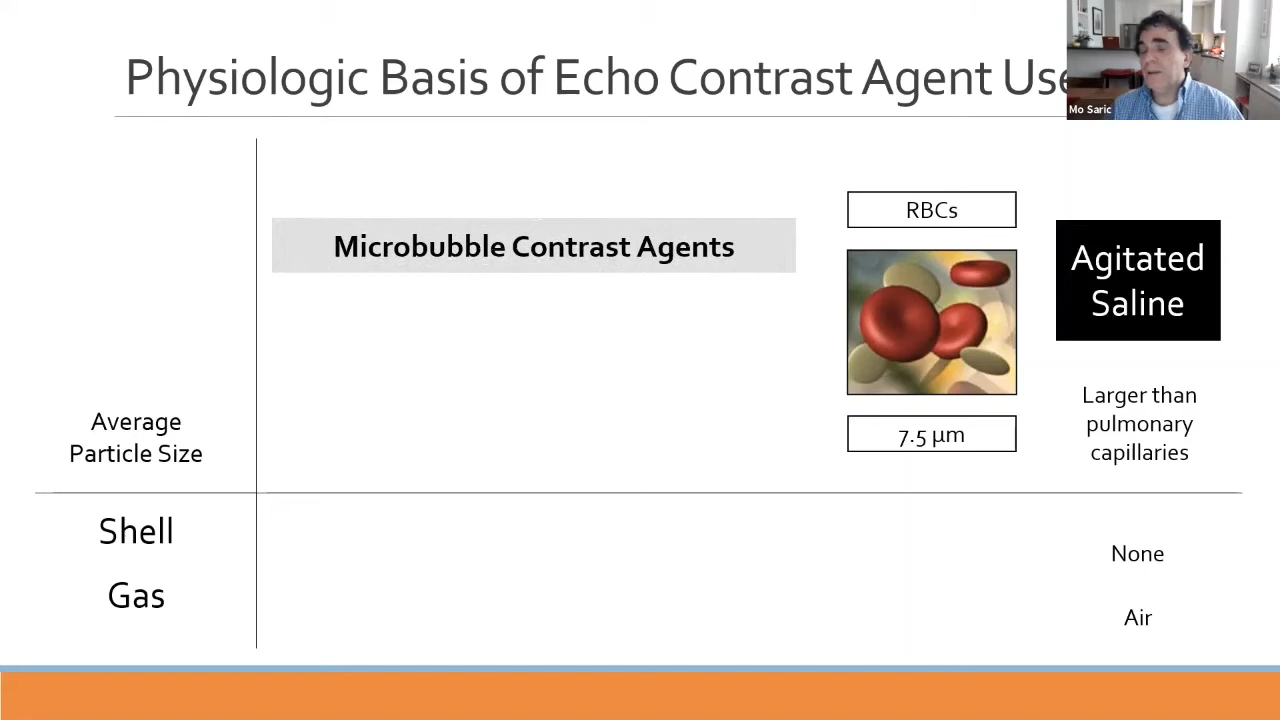 Physiologic Basis of Echo Contrast Agent Use
Mo Saric
Microbubble Contrast Agents
RBCs
Agitated
Saline
Average
Particle Size
7.5 µm
Larger than
pulmonary
capillaries
Shell
None
Gas
Air